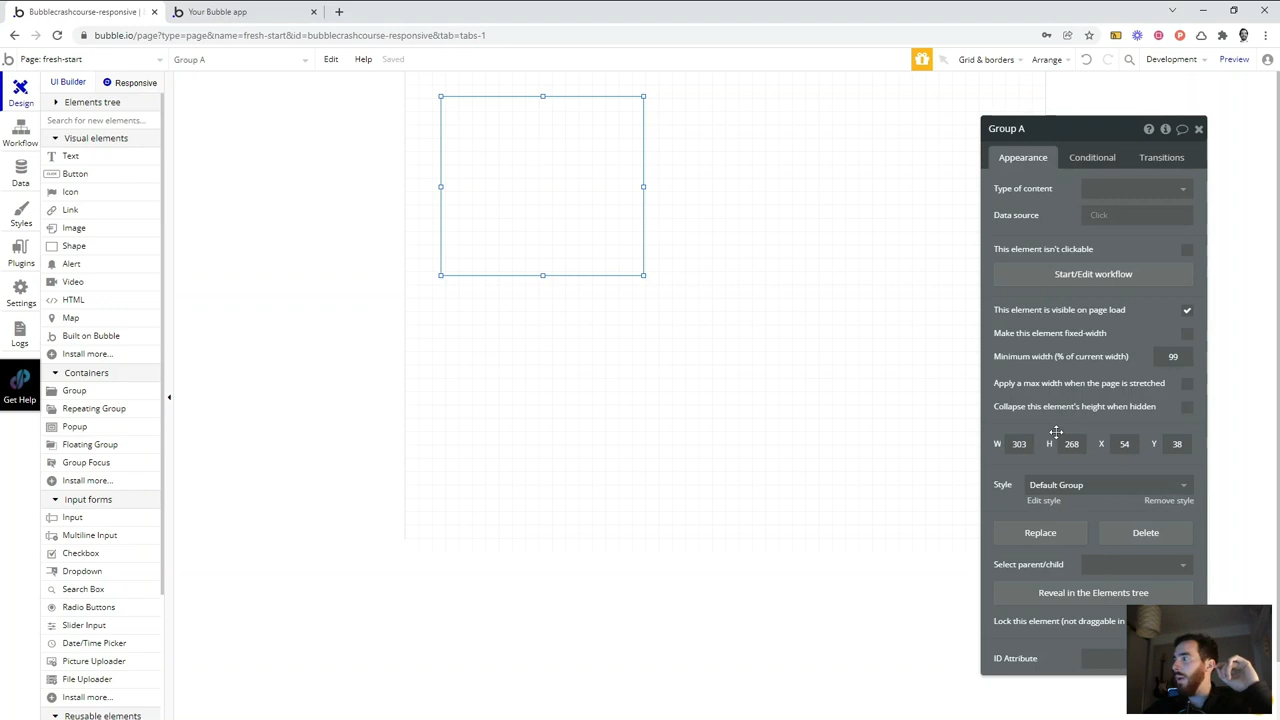 Bubblecrashcourse-responsive |
Your Bubble app
bubble.io/page?type=page&name=fresh-start&id=bubblecrashcourse-responsive&tab=tabs-1
Page: fresh-start
Group A
Edit
Help
Saved
Grid & borders
Arrange
Development
Preview
Design
Workflow
Data
Styles
Plugins
Settings
Logs
Get Help
UI Builder
Responsive
Elements tree
Search for new elements...
Visual elements
Text
CLICK
Button
Icon
Link
Image
Shape
Alert
Video
HTML
Map
Built on Bubble
Install more...
Containers
Group
Repeating Group
Popup
Floating Group
Group Focus
Install more...
Input forms
Input
Multiline Input
Checkbox
Dropdown
Search Box
Radio Buttons
Slider Input
Date/Time Picker
Picture Uploader
File Uploader
Install more...
Reusable elements
Group A
Appearance
Conditional
Transitions
Type of content
Data source
Click
This element isn't clickable
Start/Edit workflow
This element is visible on page load
Make this element fixed-width
Minimum width (% of current width)
99
Apply a max width when the page is stretched
Collapse this element's height when hidden
W 303 H 268 X 54 Y 38
Style
Default Group
Edit style
Remove style
Replace
Delete
Select parent/child
Reveal in the Elements tree
Lock this element (not draggable in
ID Attribute